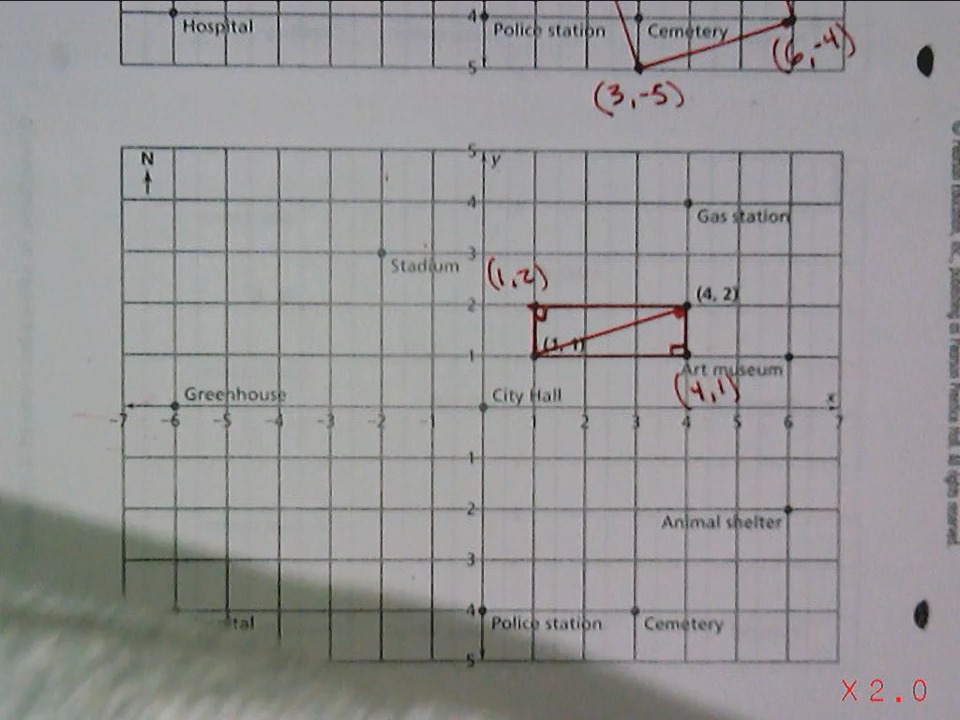 4
Hospital
Police station
Cemetery
(6,-4)
5
(3,-5)
N
5 y
4
Gas station
Stadium
3
(1,2)
2
(4, 2)
(1, 1)
1
Art museum
(4,1)
Greenhouse
City Hall
x
-7 -6 -5 -4 -3 -2 -1 1 2 3 4 5 6 7
1
2
Animal shelter
3
4
tal
Police station
Cemetery
5
X2.0